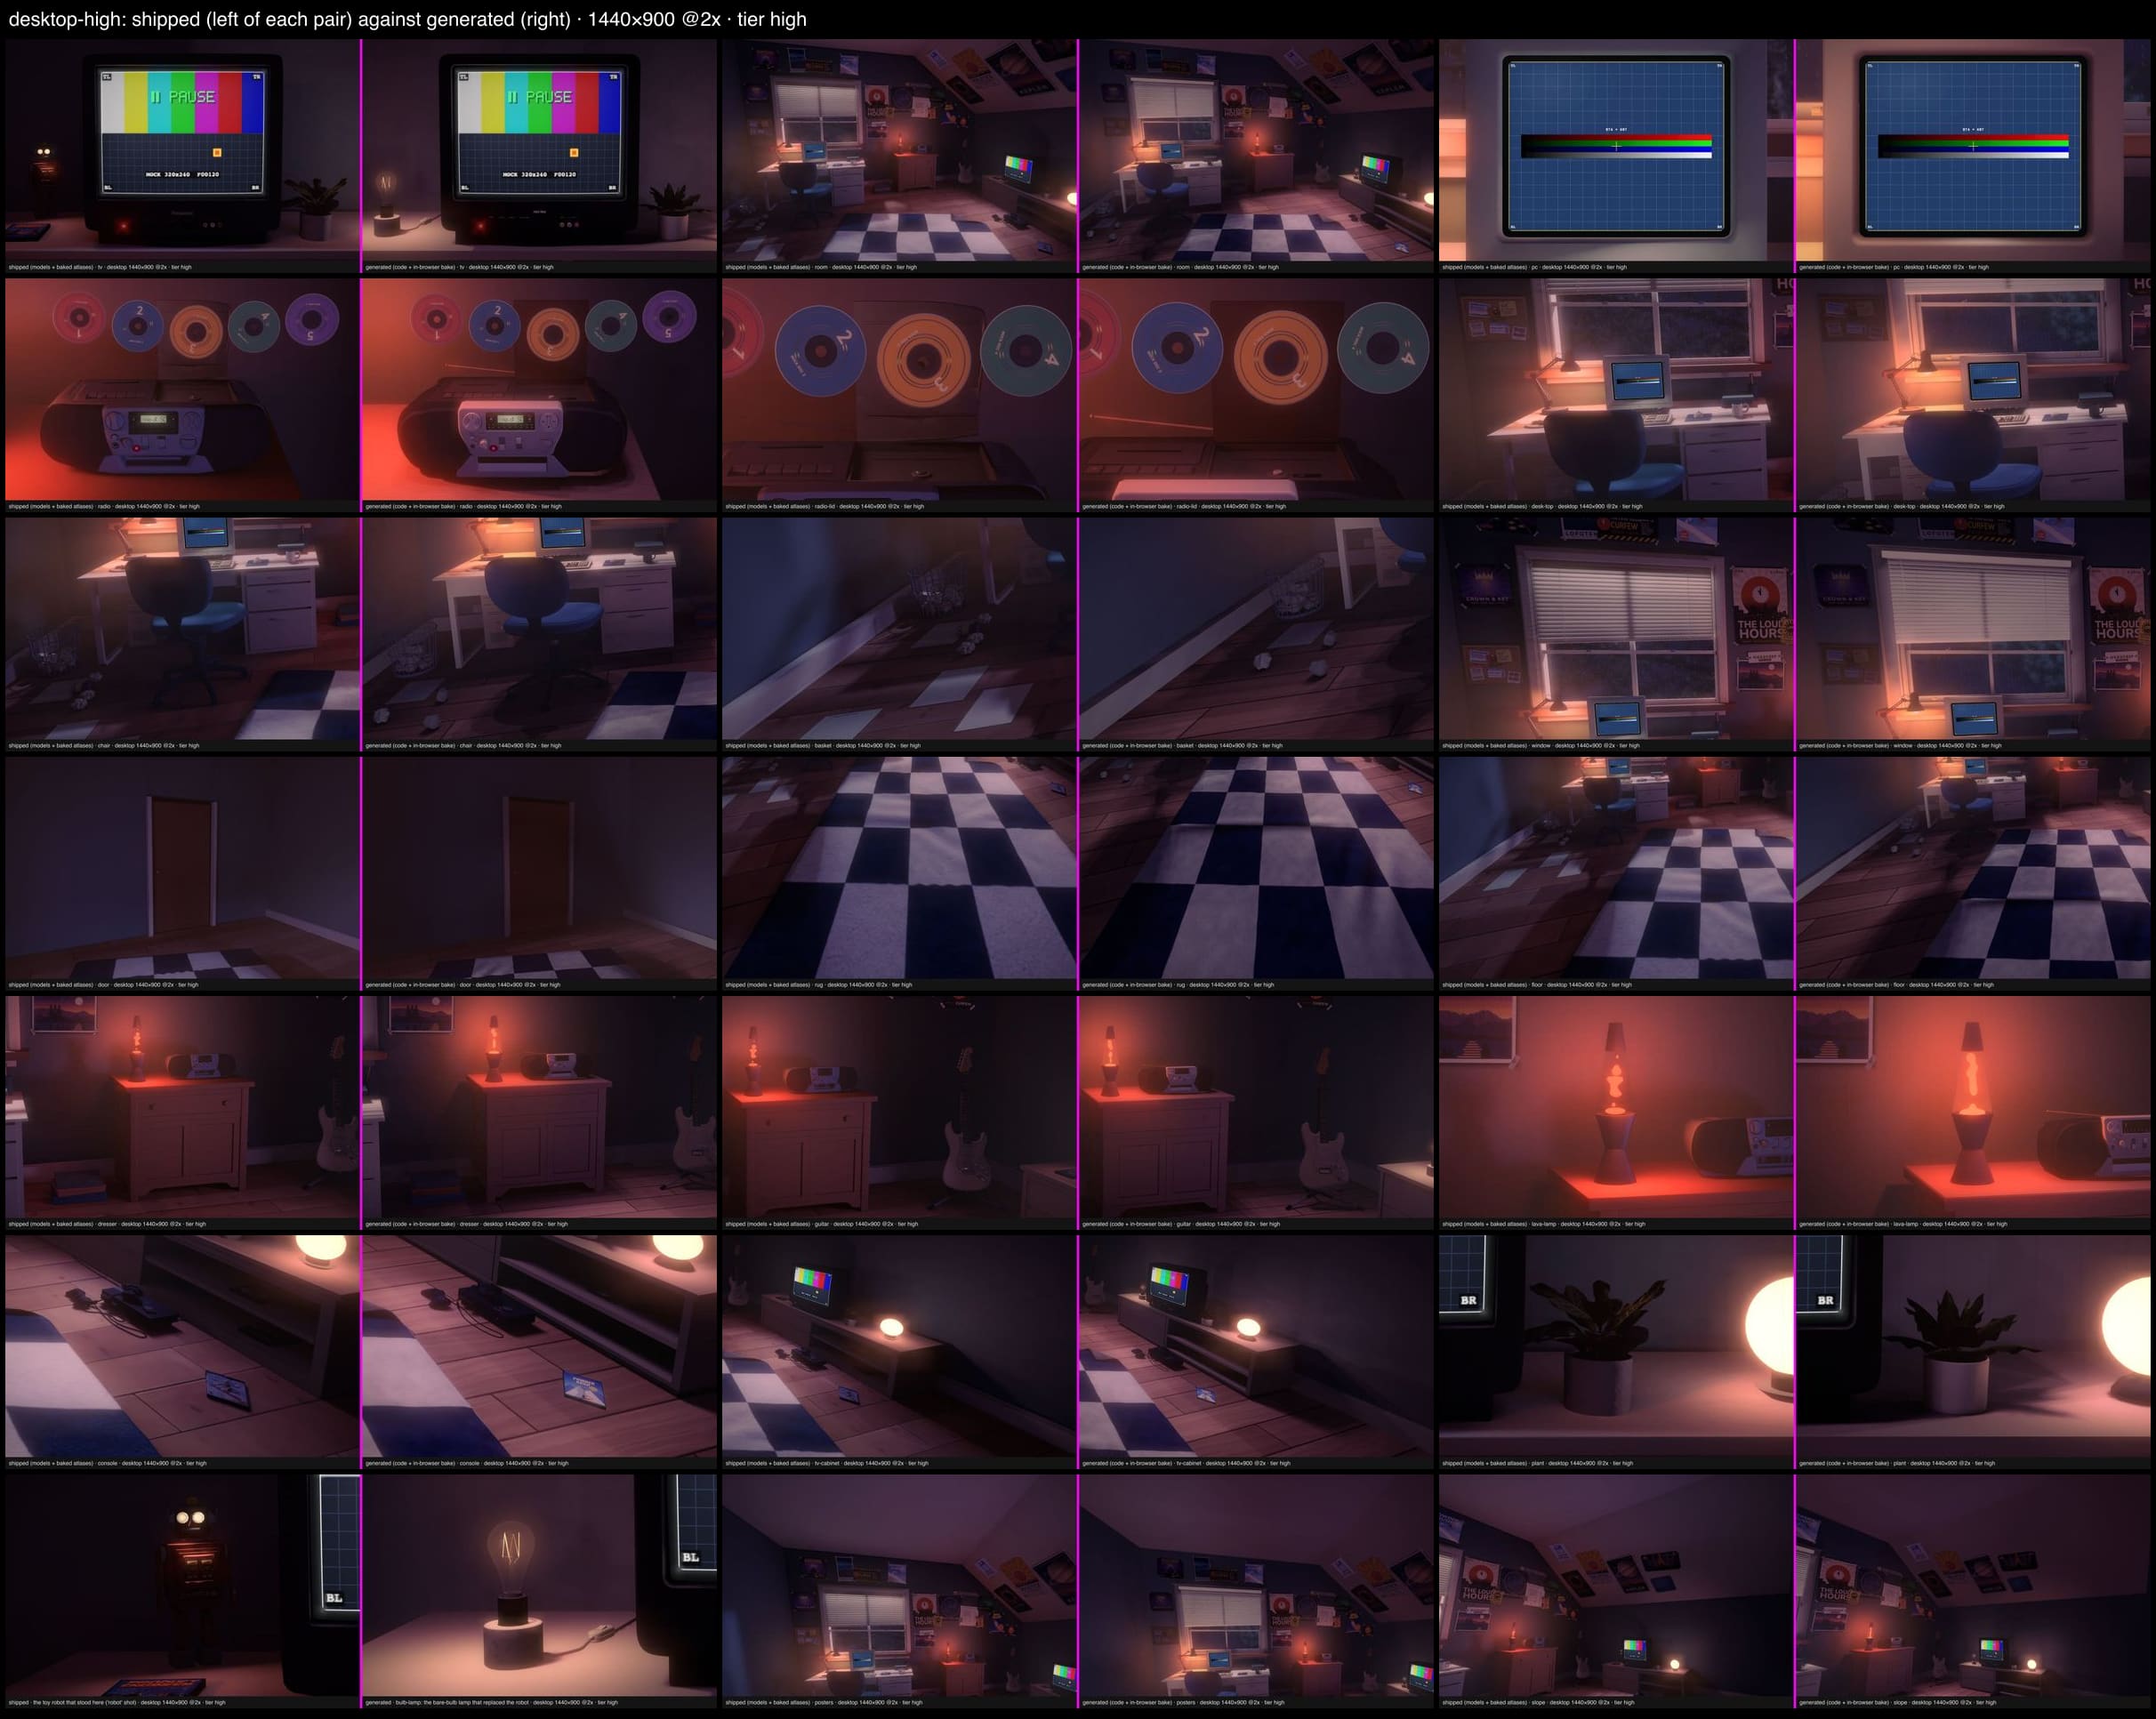 desktop-high: shipped (left of each pair) against generated (right) · 1440×900 @2x · tier high
TL TR
II PAUSE
MOCK 320x240 F00120
BL BR
TL TR
II PAUSE
MOCK 320x240 F00120
BL BR
shipped (models + baked atlases) · tv · desktop 1440×900 @2x · tier high
generated (code + in-browser bake) · tv · desktop 1440×900 @2x · tier high
shipped (models + baked atlases) · room · desktop 1440×900 @2x · tier high
generated (code + in-browser bake) · room · desktop 1440×900 @2x · tier high
shipped (models + baked atlases) · pc · desktop 1440×900 @2x · tier high
generated (code + in-browser bake) · pc · desktop 1440×900 @2x · tier high
1 2 3 4 5
1 2 3 4 5
shipped (models + baked atlases) · radio · desktop 1440×900 @2x · tier high
generated (code + in-browser bake) · radio · desktop 1440×900 @2x · tier high
1 2 3 4
2 3 4
shipped (models + baked atlases) · radio-lid · desktop 1440×900 @2x · tier high
generated (code + in-browser bake) · radio-lid · desktop 1440×900 @2x · tier high
shipped (models + baked atlases) · desk-top · desktop 1440×900 @2x · tier high
generated (code + in-browser bake) · desk-top · desktop 1440×900 @2x · tier high
shipped (models + baked atlases) · chair · desktop 1440×900 @2x · tier high
generated (code + in-browser bake) · chair · desktop 1440×900 @2x · tier high
shipped (models + baked atlases) · basket · desktop 1440×900 @2x · tier high
generated (code + in-browser bake) · basket · desktop 1440×900 @2x · tier high
CURFEW
THE LOUD
HOURS
CURFEW
THE LOUD
HOURS
shipped (models + baked atlases) · window · desktop 1440×900 @2x · tier high
generated (code + in-browser bake) · window · desktop 1440×900 @2x · tier high
shipped (models + baked atlases) · door · desktop 1440×900 @2x · tier high
generated (code + in-browser bake) · door · desktop 1440×900 @2x · tier high
shipped (models + baked atlases) · rug · desktop 1440×900 @2x · tier high
generated (code + in-browser bake) · rug · desktop 1440×900 @2x · tier high
shipped (models + baked atlases) · floor · desktop 1440×900 @2x · tier high
generated (code + in-browser bake) · floor · desktop 1440×900 @2x · tier high
shipped (models + baked atlases) · dresser · desktop 1440×900 @2x · tier high
generated (code + in-browser bake) · dresser · desktop 1440×900 @2x · tier high
shipped (models + baked atlases) · guitar · desktop 1440×900 @2x · tier high
generated (code + in-browser bake) · guitar · desktop 1440×900 @2x · tier high
shipped (models + baked atlases) · lava-lamp · desktop 1440×900 @2x · tier high
generated (code + in-browser bake) · lava-lamp · desktop 1440×900 @2x · tier high
shipped (models + baked atlases) · console · desktop 1440×900 @2x · tier high
generated (code + in-browser bake) · console · desktop 1440×900 @2x · tier high
shipped (models + baked atlases) · tv-cabinet · desktop 1440×900 @2x · tier high
generated (code + in-browser bake) · tv-cabinet · desktop 1440×900 @2x · tier high
BR
BR
shipped (models + baked atlases) · plant · desktop 1440×900 @2x · tier high
generated (code + in-browser bake) · plant · desktop 1440×900 @2x · tier high
BL
BL
shipped · the toy robot that stood here ('robot' shot) · desktop 1440×900 @2x · tier high
generated · bulb-lamp: the bare-bulb lamp that replaced the robot · desktop 1440×900 @2x · tier high
shipped (models + baked atlases) · posters · desktop 1440×900 @2x · tier high
generated (code + in-browser bake) · posters · desktop 1440×900 @2x · tier high
shipped (models + baked atlases) · slope · desktop 1440×900 @2x · tier high
generated (code + in-browser bake) · slope · desktop 1440×900 @2x · tier high